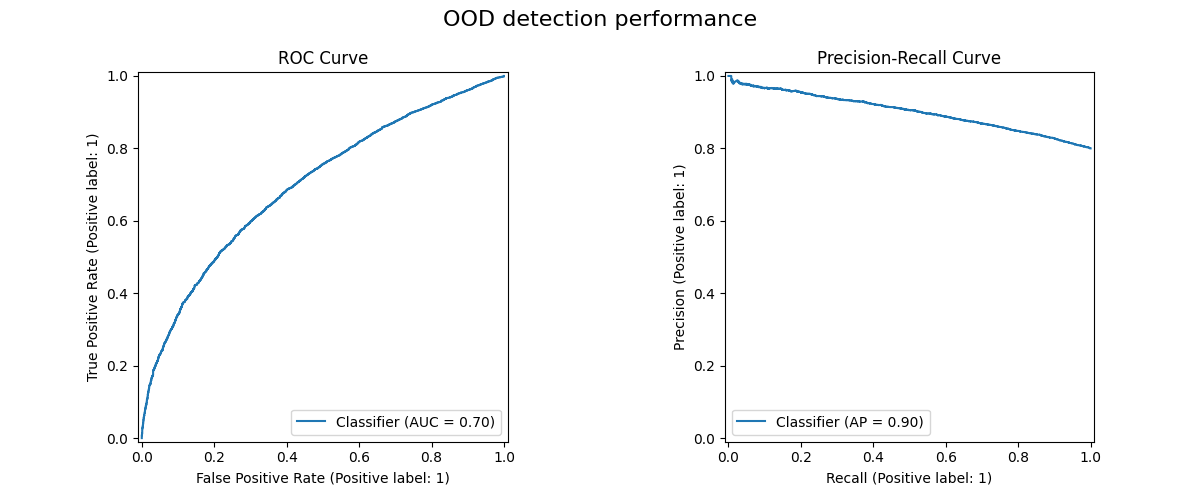 OOD detection performance
ROC Curve
True Positive Rate (Positive label: 1)
1.0
0.8
0.6
0.4
0.2
0.0
Classifier (AUC = 0.70)
0.0 0.2 0.4 0.6 0.8 1.0
False Positive Rate (Positive label: 1)
Precision-Recall Curve
Precision (Positive label: 1)
1.0
0.8
0.6
0.4
0.2
0.0
Classifier (AP = 0.90)
0.0 0.2 0.4 0.6 0.8 1.0
Recall (Positive label: 1)